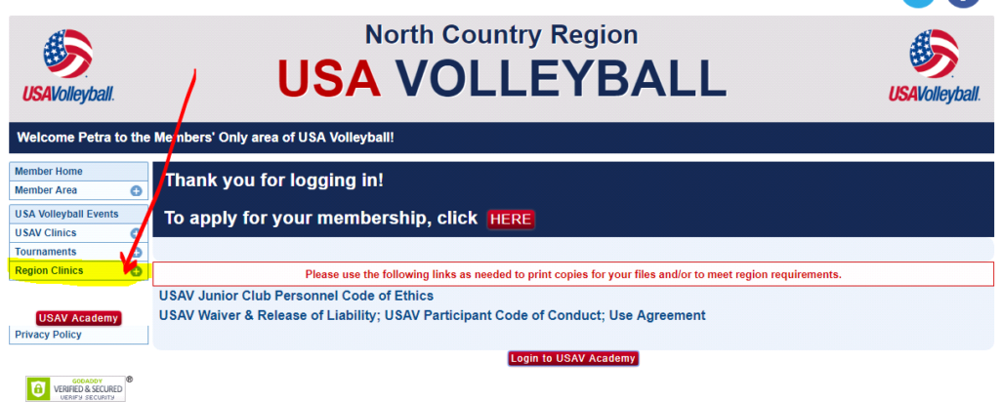 North Country Region
USA VOLLEYBALL
USAVolleyball.
USAVolleyball.
Welcome Petra to the Members' Only area of USA Volleyball!
Member Home
Member Area
USA Volleyball Events
USAV Clinics
Tournaments
Region Clinics
USAV Academy
Privacy Policy
GODADDY
VERIFIED & SECURED
VERIFY SECURITY
®
Thank you for logging in!
To apply for your membership, click HERE
Please use the following links as needed to print copies for your files and/or to meet region requirements.
USAV Junior Club Personnel Code of Ethics
USAV Waiver & Release of Liability; USAV Participant Code of Conduct; Use Agreement
Login to USAV Academy